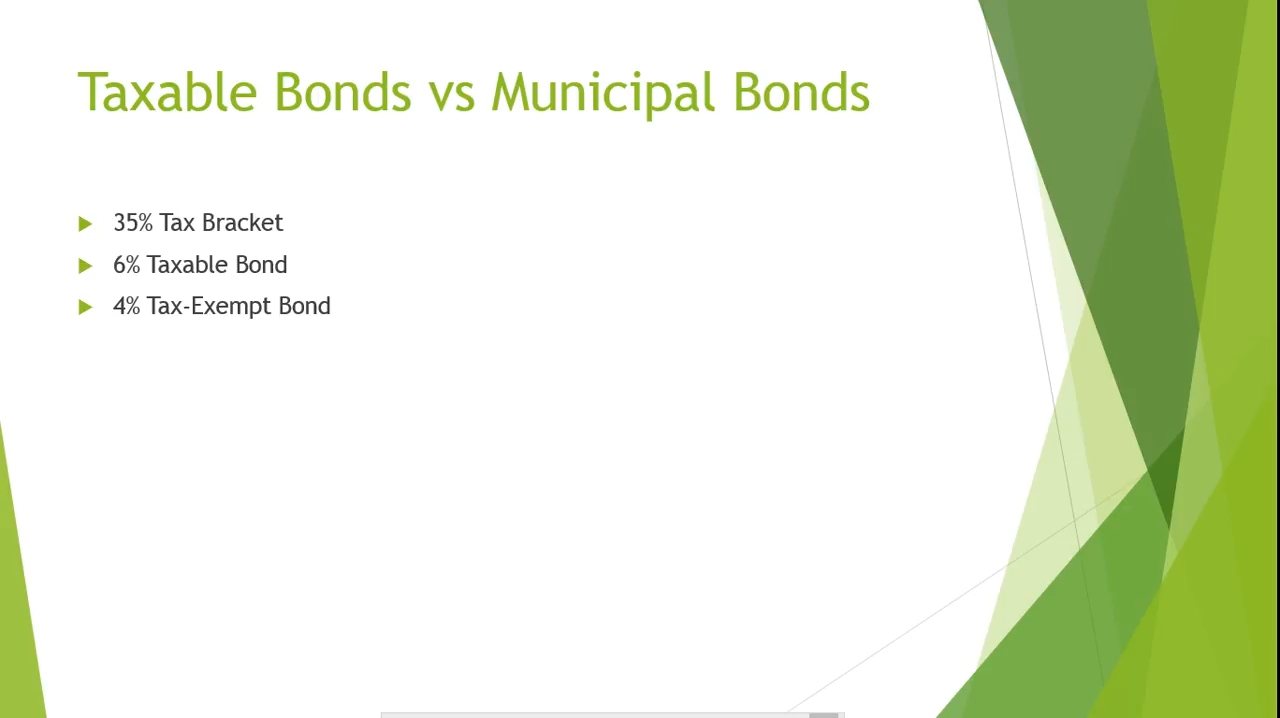 Taxable Bonds vs Municipal Bonds
35% Tax Bracket
6% Taxable Bond
4% Tax-Exempt Bond